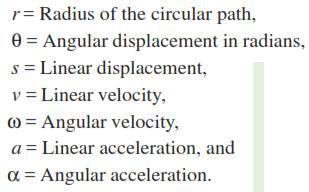 r = Radius of the circular path,
θ = Angular displacement in radians,
s = Linear displacement,
v = Linear velocity,
ω = Angular velocity,
a = Linear acceleration, and
α = Angular acceleration.